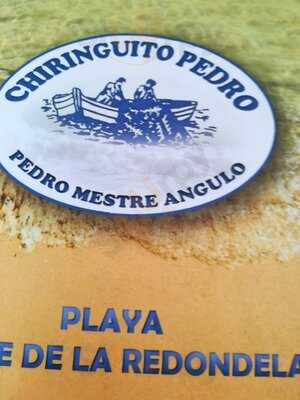 CHIRINGUITO PEDRO
PEDRO MESTRE ANGULO
PLAYA
E DE LA REDONDELA